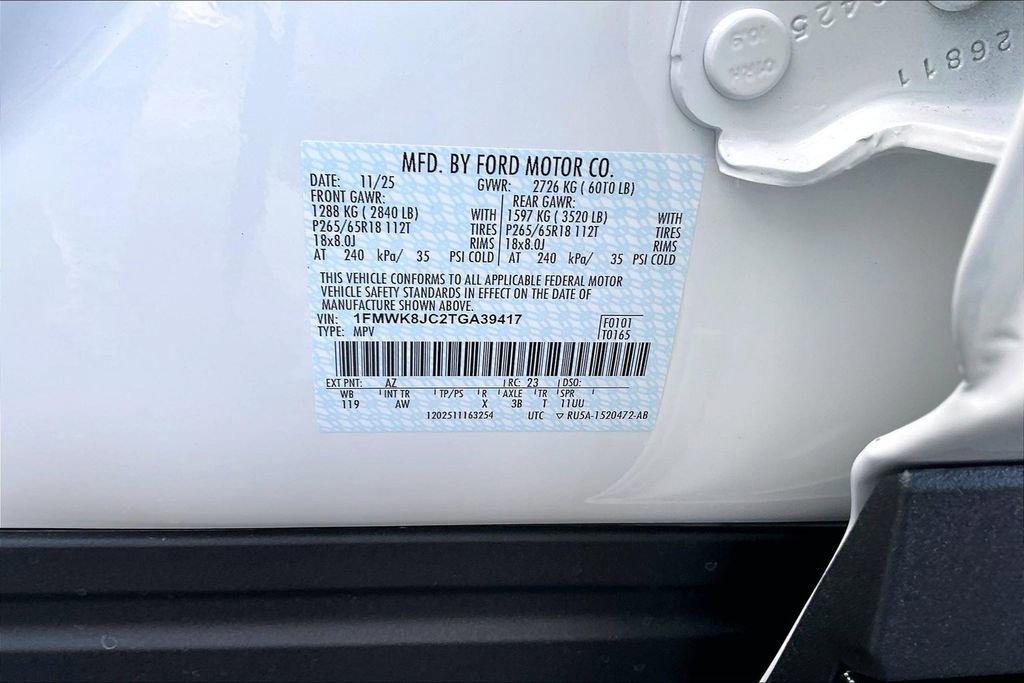 C1RA
10.9
2425
26811
MFD. BY FORD MOTOR CO.
DATE: 11/25 GVWR: 2726 KG ( 60T0 LB)
FRONT GAWR: REAR GAWR:
1288 KG ( 2840 LB) WITH 1597 KG ( 3520 LB) WITH
P265/65R18 112T TIRES P265/65R18 112T TIRES
18x8.0J RIMS 18x8.0J RIMS
AT 240 kPa/ 35 PSI COLD AT 240 kPa/ 35 PSI COLD
THIS VEHICLE CONFORMS TO ALL APPLICABLE FEDERAL MOTOR
VEHICLE SAFETY STANDARDS IN EFFECT ON THE DATE OF
MANUFACTURE SHOWN ABOVE.
VIN: 1FMWK8JC2TGA39417 F0101
TYPE: MPV T0165
EXT PNT: AZ RC: 23 DSO:
WB INT TR TP/PS R AXLE TR SPR
119 AW X 3B T 11UU
1202511163254 UTC ▽ RU5A-1520472-AB